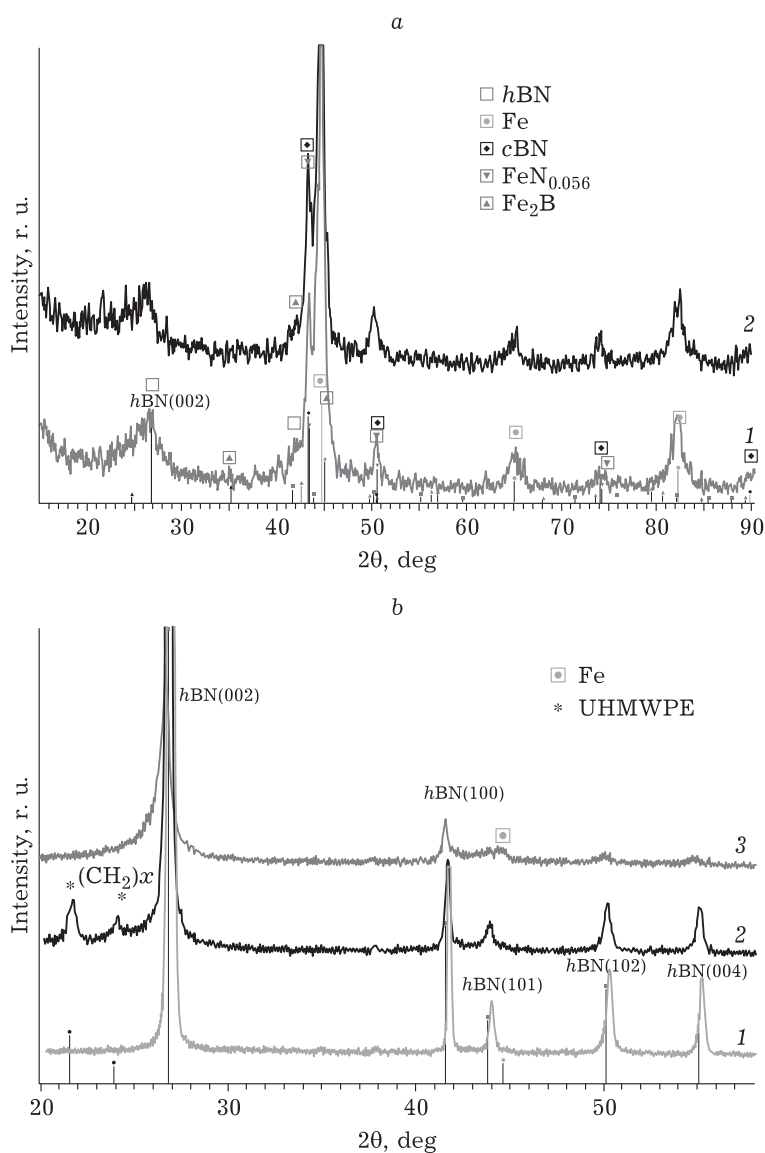 a
hBN
Fe
cBN
FeN0.056
Fe2B
Intensity, r. u.
2
hBN(002)
1
20 30 40 50 60 70 80 90
2θ, deg
b
hBN(002)
Fe
* UHMWPE
hBN(100)
Intensity, r. u.
3
* (CH2)x
*
2
hBN(102) hBN(004)
hBN(101)
1
20 30 40 50
2θ, deg